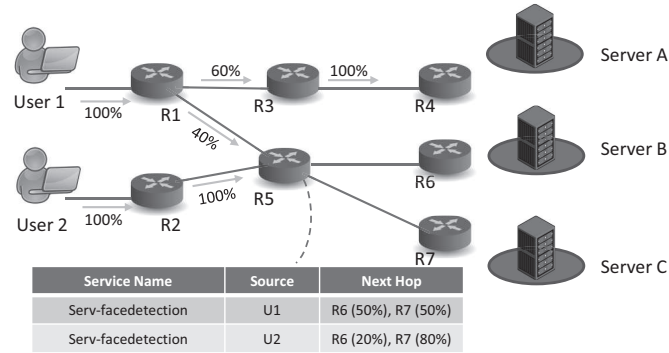 60%
100%
Server A
User 1
100%
R1
R3
R4
40%
Server B
100%
R5
R6
User 2
100%
R2
R7
Server C
Service Name Source Next Hop
Serv-facedetection U1 R6 (50%), R7 (50%)
Serv-facedetection U2 R6 (20%), R7 (80%)